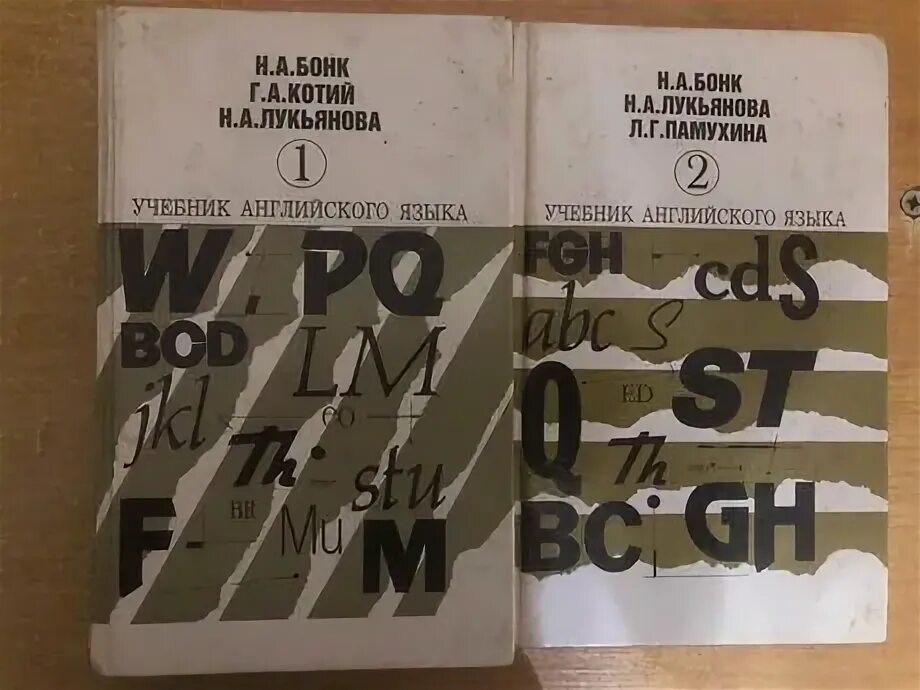 Н.А.БОНК
Г.А.КОТИЙ
Н.А.ЛУКЬЯНОВА
1
УЧЕБНИК АНГЛИЙСКОГО ЯЗЫКА
W PQ
BCD
LM
jkl
Th
stu
F
Mu
M
Н.А.БОНК
Н.А.ЛУКЬЯНОВА
Л.Г.ПАМУХИНА
2
УЧЕБНИК АНГЛИЙСКОГО ЯЗЫКА
FGH
cdS
abc S
Q
ED
ST
Th
BC
GH